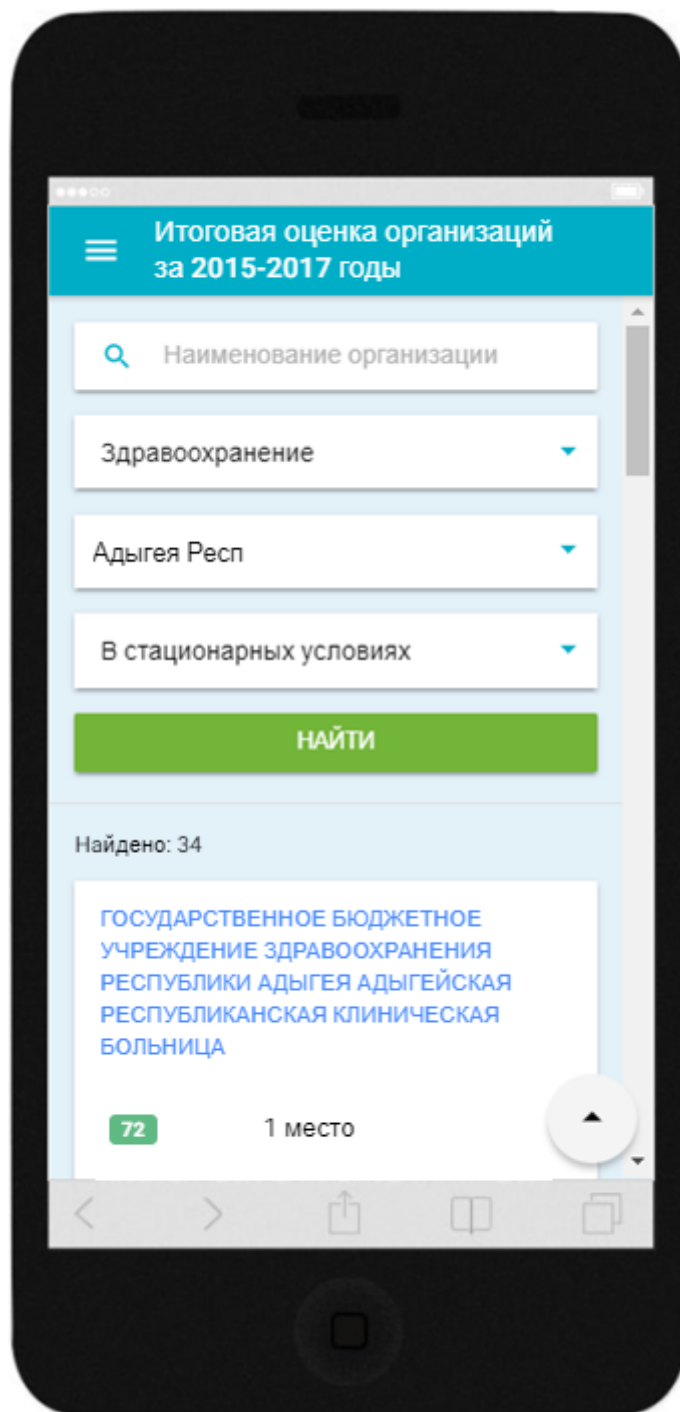 Итоговая оценка организаций
за 2015-2017 годы
Наименование организации
Здравоохранение
Адыгея Респ
В стационарных условиях
НАЙТИ
Найдено: 34
ГОСУДАРСТВЕННОЕ БЮДЖЕТНОЕ
УЧРЕЖДЕНИЕ ЗДРАВООХРАНЕНИЯ
РЕСПУБЛИКИ АДЫГЕЯ АДЫГЕЙСКАЯ
РЕСПУБЛИКАНСКАЯ КЛИНИЧЕСКАЯ
БОЛЬНИЦА
72 1 место